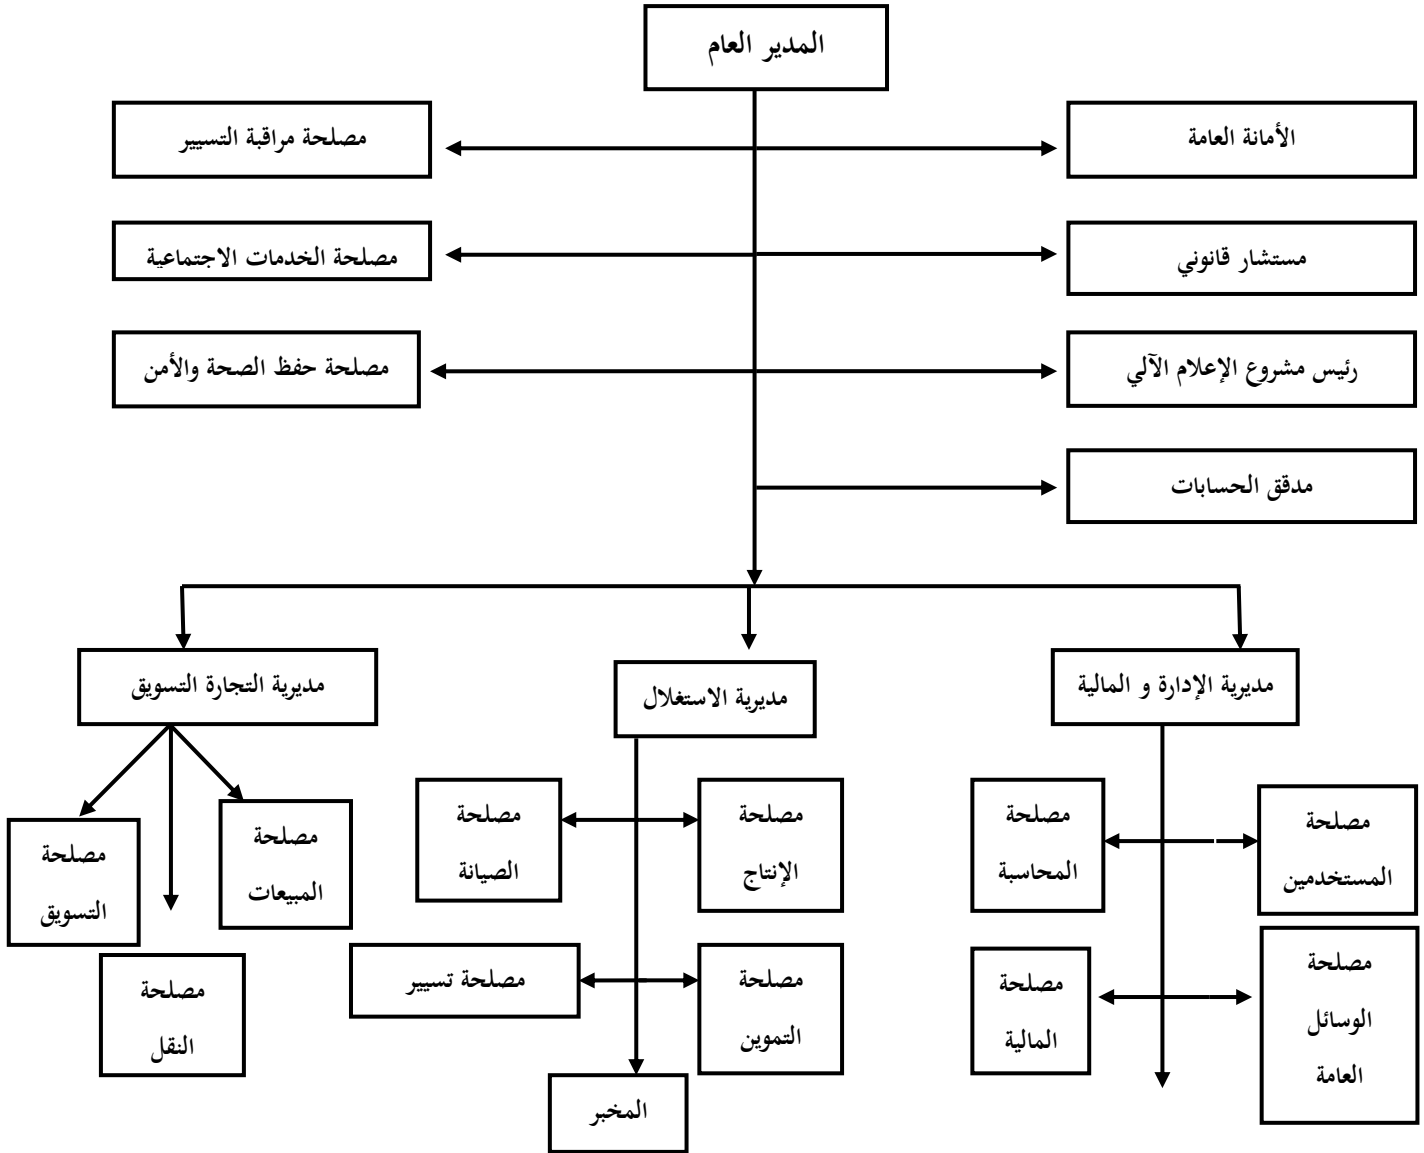 المدير العام
الأمانة العامة
مصلحة مراقبة التسيير
مستشار قانوني
مصلحة الخدمات الاجتماعية
رئيس مشروع الإعلام الآلي
مصلحة حفظ الصحة والأمن
مدقق الحسابات
مديرية الإدارة و المالية
مديرية الاستغلال
مديرية التجارة التسويق
مصلحة
المستخدمين
مصلحة
المحاسبة
مصلحة
الوسائل
العامة
مصلحة
المالية
مصلحة
الإنتاج
مصلحة
الصيانة
مصلحة
التموين
مصلحة تسيير
المخبر
مصلحة
المبيعات
مصلحة
التسويق
مصلحة
النقل